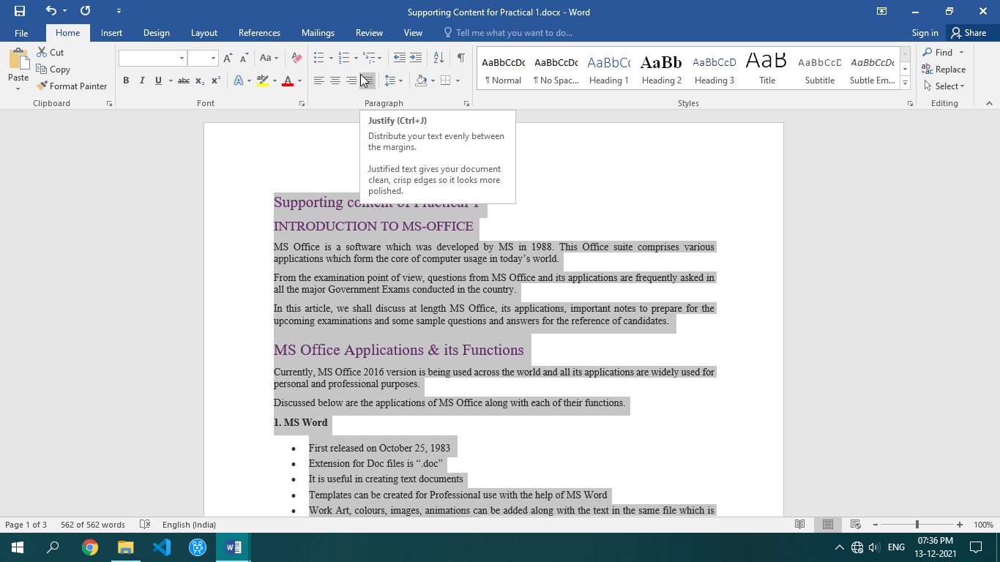 Supporting Content for Practical 1.docx - Word
File Home Insert Design Layout References Mailings Review View Tell me what you want to do... Sign in Share
Paste
Cut
Copy
Format Painter
Clipboard
B I U abc x₂ x² A ab A
A A Aa
Font
Paragraph
AaBbCcDc AaBbCcDc AaBbCc AaBb AaBbCcD AaB AaBbCcD AaBbCcDc
¶ Normal ¶ No Spac... Heading 1 Heading 2 Heading 3 Title Subtitle Subtle Em...
Styles
Find
Replace
Select
Editing
Justify (Ctrl+J)
Distribute your text evenly between
the margins.
Justified text gives your document
clean, crisp edges so it looks more
polished.
Supporting content of Practical 1
INTRODUCTION TO MS-OFFICE
MS Office is a software which was developed by MS in 1988. This Office suite comprises various
applications which form the core of computer usage in today’s world.
From the examination point of view, questions from MS Office and its applications are frequently asked in
all the major Government Exams conducted in the country.
In this article, we shall discuss at length MS Office, its applications, important notes to prepare for the
upcoming examinations and some sample questions and answers for the reference of candidates.
MS Office Applications & its Functions
Currently, MS Office 2016 version is being used across the world and all its applications are widely used for
personal and professional purposes.
Discussed below are the applications of MS Office along with each of their functions.
1. MS Word
• First released on October 25, 1983
• Extension for Doc files is “.doc”
• It is useful in creating text documents
• Templates can be created for Professional use with the help of MS Word
• Work Art, colours, images, animations can be added along with the text in the same file which is
Page 1 of 3 562 of 562 words English (India) 100%
ENG
07:36 PM
13-12-2021